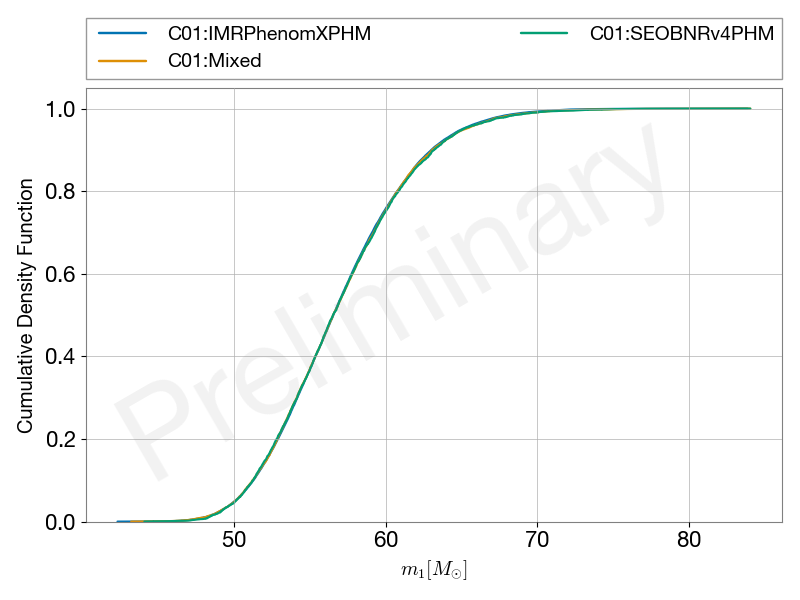 C01:IMRPhenomXPHM
C01:Mixed
C01:SEOBNRv4PHM
Cumulative Density Function
1.0
0.8
0.6
0.4
0.2
0.0
Preliminary
50 60 70 80
m₁[M☉]